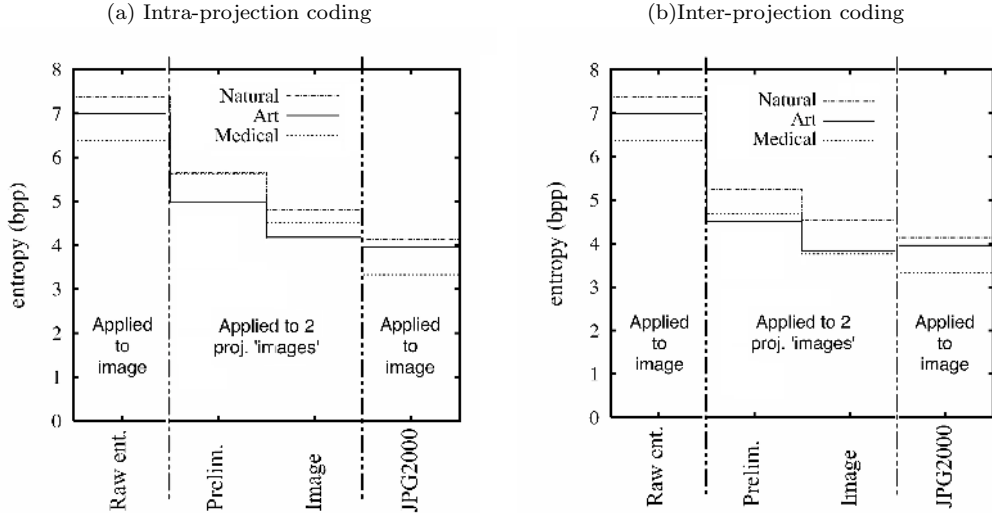 (a) Intra-projection coding
8
7
6
5
4
3
2
1
0
entropy (bpp)
Natural
Art
Medical
Applied
to
image
Applied to 2
proj. 'images'
Applied
to
image
Raw ent.
Prelim.
Image
JPG2000
(b)Inter-projection coding
8
7
6
5
4
3
2
1
0
entropy (bpp)
Natural
Art
Medical
Applied
to
image
Applied to 2
proj. 'images'
Applied
to
image
Raw ent.
Prelim.
Image
JPG2000